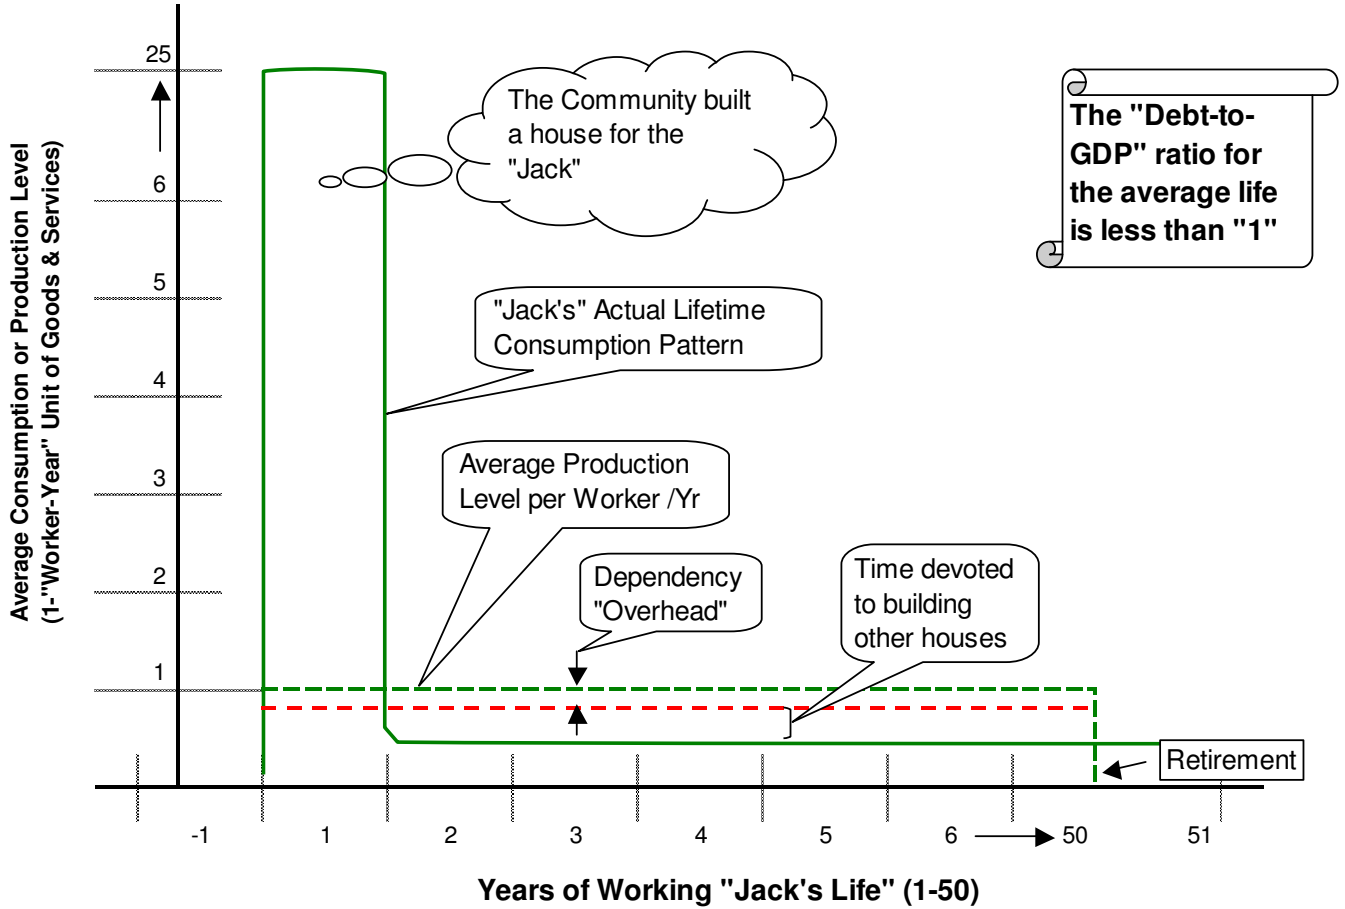 Average Consumption or Production Level
(1-"Worker-Year" Unit of Goods & Services)
25
6
5
4
3
2
1
The Community built
a house for the
"Jack"
The "Debt-to-
GDP" ratio for
the average life
is less than "1"
"Jack's" Actual Lifetime
Consumption Pattern
Average Production
Level per Worker /Yr
Dependency
"Overhead"
Time devoted
to building
other houses
Retirement
-1 1 2 3 4 5 6 50 51
Years of Working "Jack's Life" (1-50)